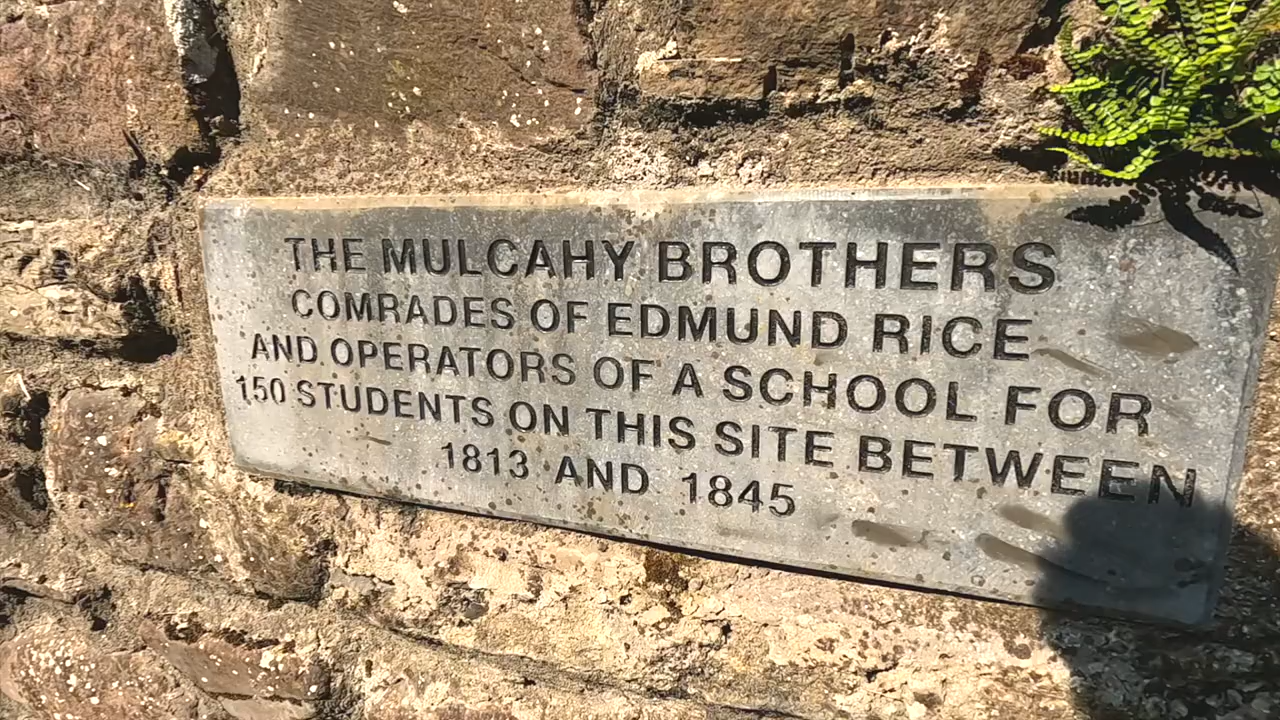 THE MULCAHY BROTHERS
COMRADES OF EDMUND RICE
AND OPERATORS OF A SCHOOL FOR
150 STUDENTS ON THIS SITE BETWEEN
1813 AND 1845